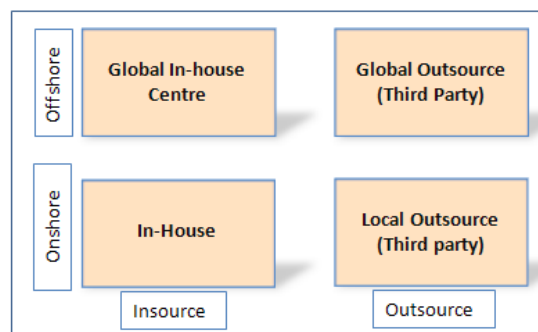 Offshore
Global In-house
Centre
Global Outsource
(Third Party)
Onshore
In-House
Local Outsource
(Third party)
Insource
Outsource